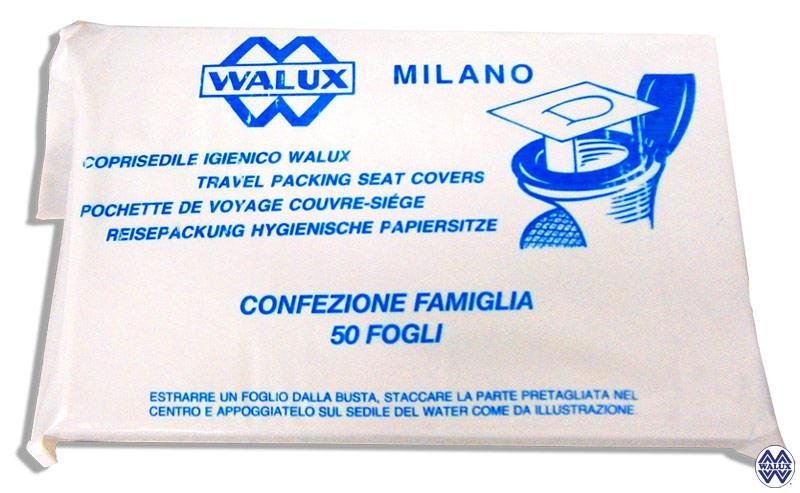 WALUX
MILANO
COPRISEDILE IGIENICO WALUX
TRAVEL PACKING SEAT COVERS
POCHETTE DE VOYAGE COUVRE-SIÉGE
REISEPACKUNG HYGIENISCHE PAPIERSITZE
CONFEZIONE FAMIGLIA
50 FOGLI
ESTRARRE UN FOGLIO DALLA BUSTA, STACCARE LA PARTE PRETAGLIATA NEL
CENTRO E APPOGGIATELO SUL SEDILE DEL WATER COME DA ILLUSTRAZIONE
WALUX